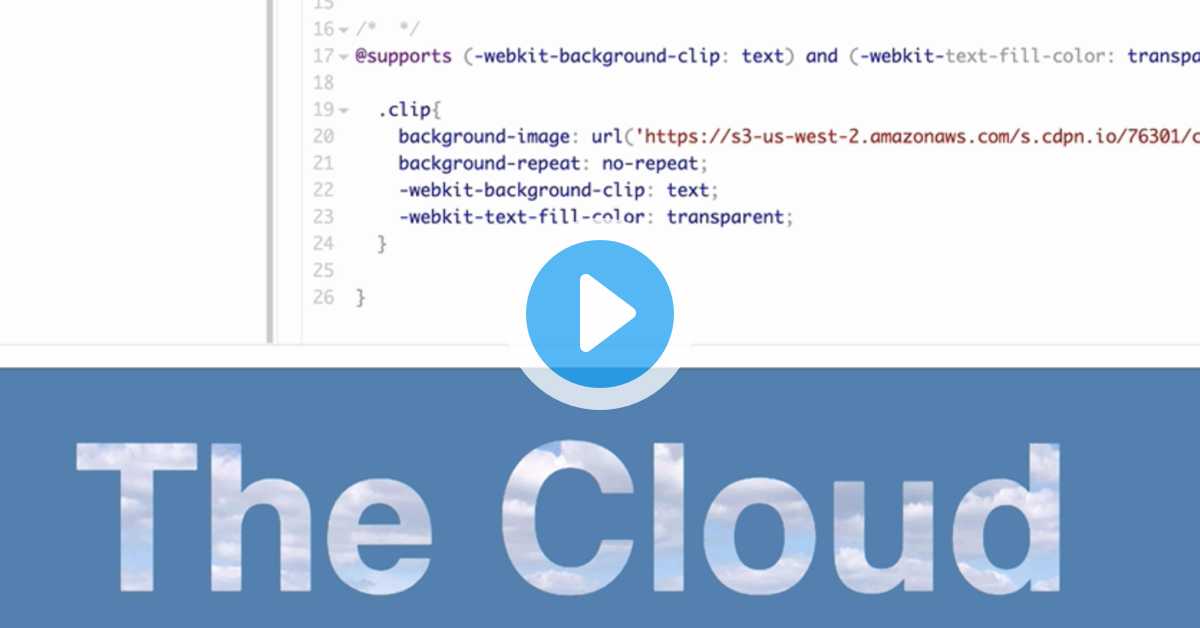 15
16 /*  */
17 @supports (-webkit-background-clip: text) and (-webkit-text-fill-color: transpa
18
19 .clip{
20 background-image: url('https://s3-us-west-2.amazonaws.com/s.cdpn.io/76301/c
21 background-repeat: no-repeat;
22 -webkit-background-clip: text;
23 -webkit-text-fill-color: transparent;
24 }
25
26 }
The Cloud